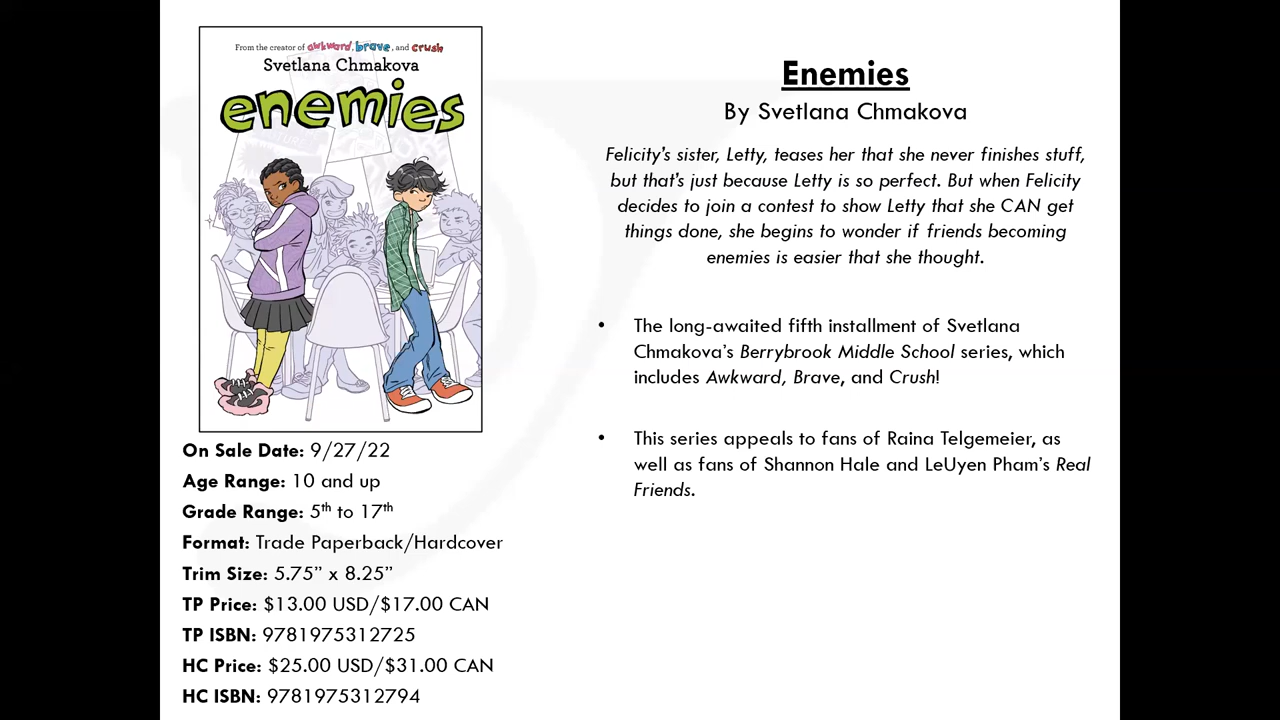 From the creator of awkward, brave, and crush
Svetlana Chmakova
enemies
On Sale Date: 9/27/22
Age Range: 10 and up
Grade Range: 5th to 17th
Format: Trade Paperback/Hardcover
Trim Size: 5.75” x 8.25”
TP Price: $13.00 USD/$17.00 CAN
TP ISBN: 9781975312725
HC Price: $25.00 USD/$31.00 CAN
HC ISBN: 9781975312794
Enemies
By Svetlana Chmakova
Felicity’s sister, Letty, teases her that she never finishes stuff,
but that’s just because Letty is so perfect. But when Felicity
decides to join a contest to show Letty that she CAN get
things done, she begins to wonder if friends becoming
enemies is easier that she thought.
• The long-awaited fifth installment of Svetlana
Chmakova’s Berrybrook Middle School series, which
includes Awkward, Brave, and Crush!
• This series appeals to fans of Raina Telgemeier, as
well as fans of Shannon Hale and LeUyen Pham’s Real
Friends.